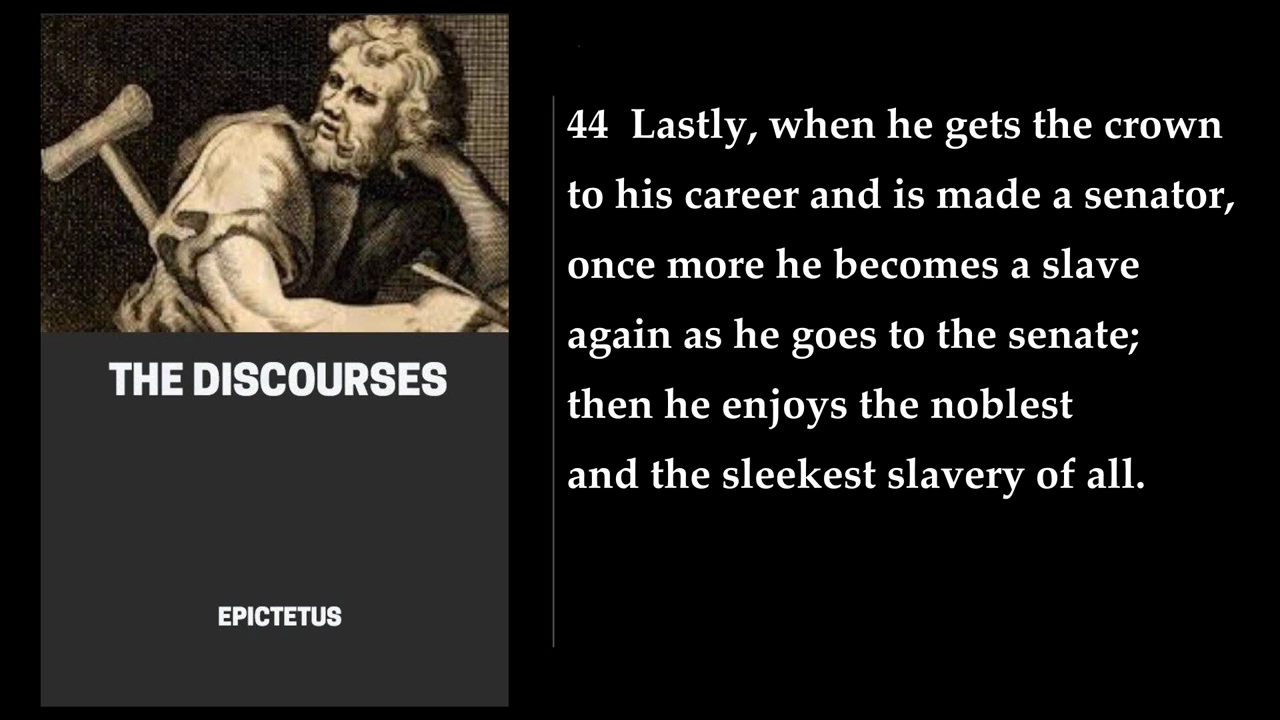 THE DISCOURSES
EPICTETUS
44 Lastly, when he gets the crown
to his career and is made a senator,
once more he becomes a slave
again as he goes to the senate;
then he enjoys the noblest
and the sleekest slavery of all.